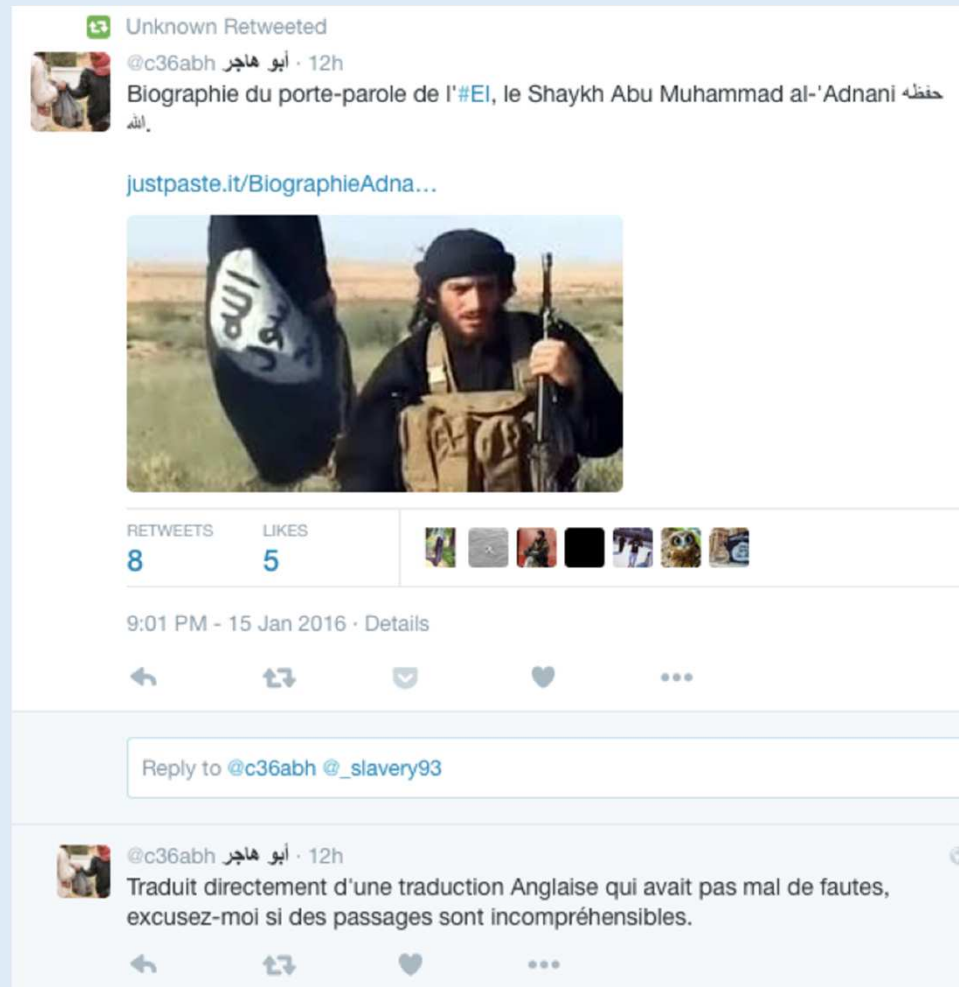 Unknown Retweeted
@c36abh أبو هاجر · 12h
Biographie du porte-parole de l'#EI, le Shaykh Abu Muhammad al-'Adnani حفظه
الله.
justpaste.it/BiographieAdna...
الله
رسول
RETWEETS LIKES
8 5
9:01 PM - 15 Jan 2016 · Details
Reply to @c36abh @_slavery93
@c36abh أبو هاجر · 12h
Traduit directement d'une traduction Anglaise qui avait pas mal de fautes,
excusez-moi si des passages sont incompréhensibles.